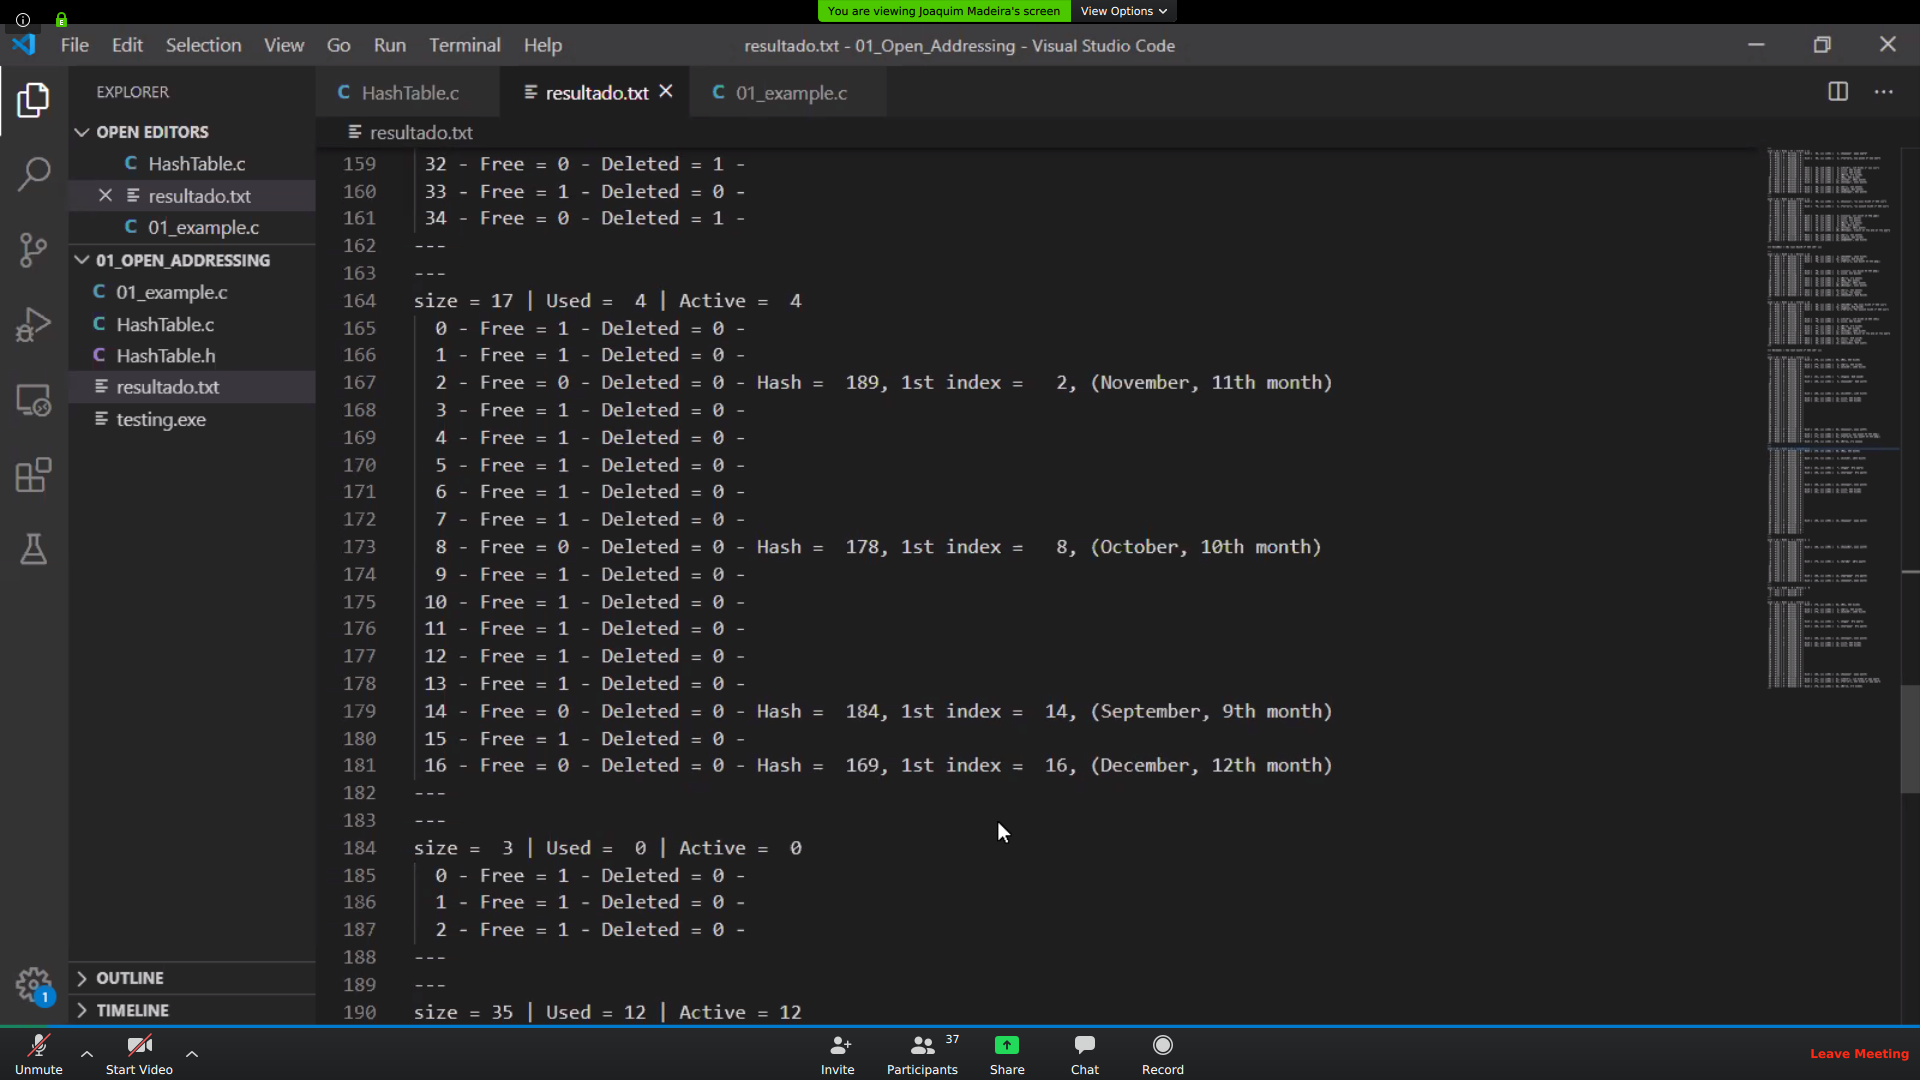 You are viewing Joaquim Madeira's screen View Options
File Edit Selection View Go Run Terminal Help resultado.txt - 01_Open_Addressing - Visual Studio Code
EXPLORER
OPEN EDITORS
C HashTable.c
resultado.txt
C 01_example.c
01_OPEN_ADDRESSING
C 01_example.c
C HashTable.c
C HashTable.h
resultado.txt
testing.exe
OUTLINE
TIMELINE
1
C HashTable.c resultado.txt C 01_example.c
resultado.txt
159 32 - Free = 0 - Deleted = 1 -
160 33 - Free = 1 - Deleted = 0 -
161 34 - Free = 0 - Deleted = 1 -
162 ---
163 ---
164 size = 17 | Used = 4 | Active = 4
165 0 - Free = 1 - Deleted = 0 -
166 1 - Free = 1 - Deleted = 0 -
167 2 - Free = 0 - Deleted = 0 - Hash = 189, 1st index = 2, (November, 11th month)
168 3 - Free = 1 - Deleted = 0 -
169 4 - Free = 1 - Deleted = 0 -
170 5 - Free = 1 - Deleted = 0 -
171 6 - Free = 1 - Deleted = 0 -
172 7 - Free = 1 - Deleted = 0 -
173 8 - Free = 0 - Deleted = 0 - Hash = 178, 1st index = 8, (October, 10th month)
174 9 - Free = 1 - Deleted = 0 -
175 10 - Free = 1 - Deleted = 0 -
176 11 - Free = 1 - Deleted = 0 -
177 12 - Free = 1 - Deleted = 0 -
178 13 - Free = 1 - Deleted = 0 -
179 14 - Free = 0 - Deleted = 0 - Hash = 184, 1st index = 14, (September, 9th month)
180 15 - Free = 1 - Deleted = 0 -
181 16 - Free = 0 - Deleted = 0 - Hash = 169, 1st index = 16, (December, 12th month)
182 ---
183 ---
184 size = 3 | Used = 0 | Active = 0
185 0 - Free = 1 - Deleted = 0 -
186 1 - Free = 1 - Deleted = 0 -
187 2 - Free = 1 - Deleted = 0 -
188 ---
189 ---
190 size = 35 | Used = 12 | Active = 12
Unmute Start Video Invite Participants 37 Share Chat Record Leave Meeting